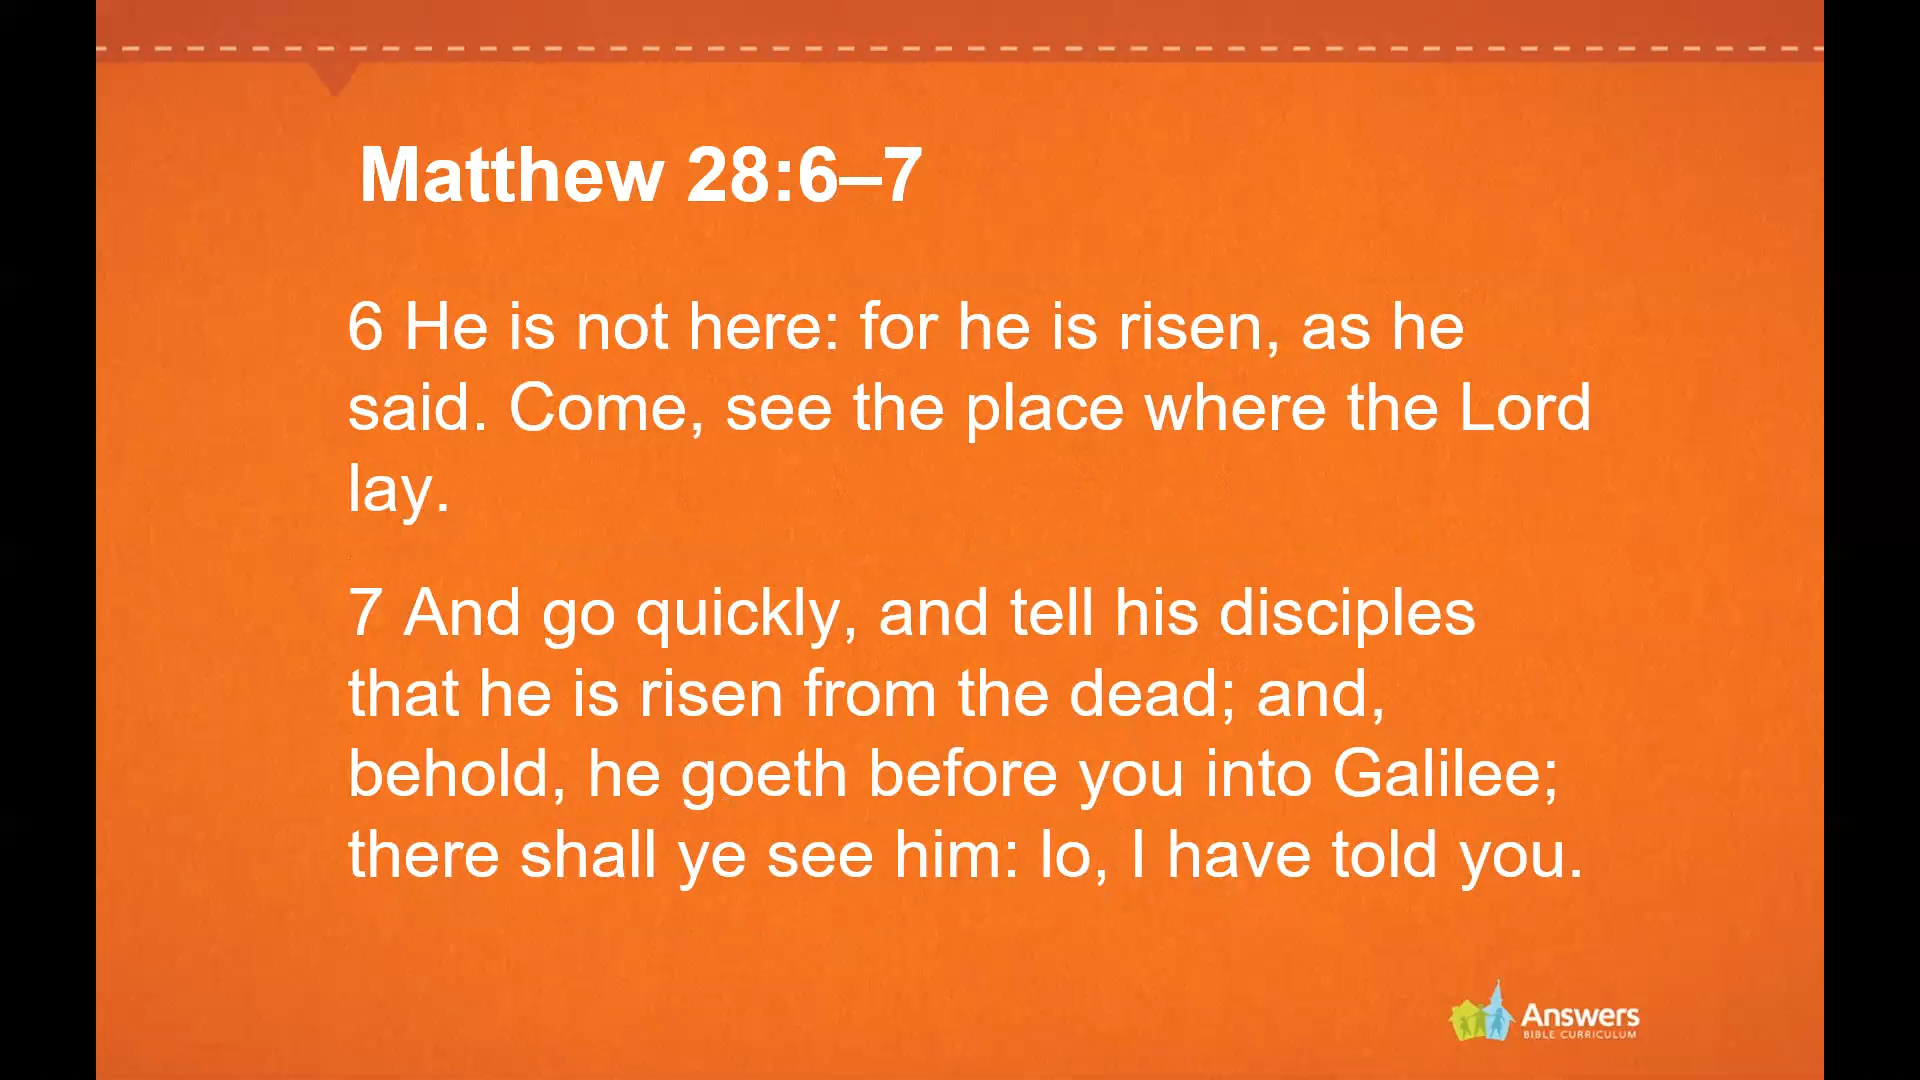 Matthew 28:6–7
6 He is not here: for he is risen, as he
said. Come, see the place where the Lord
lay.
7 And go quickly, and tell his disciples
that he is risen from the dead; and,
behold, he goeth before you into Galilee;
there shall ye see him: lo, I have told you.
Answers
BIBLE CURRICULUM